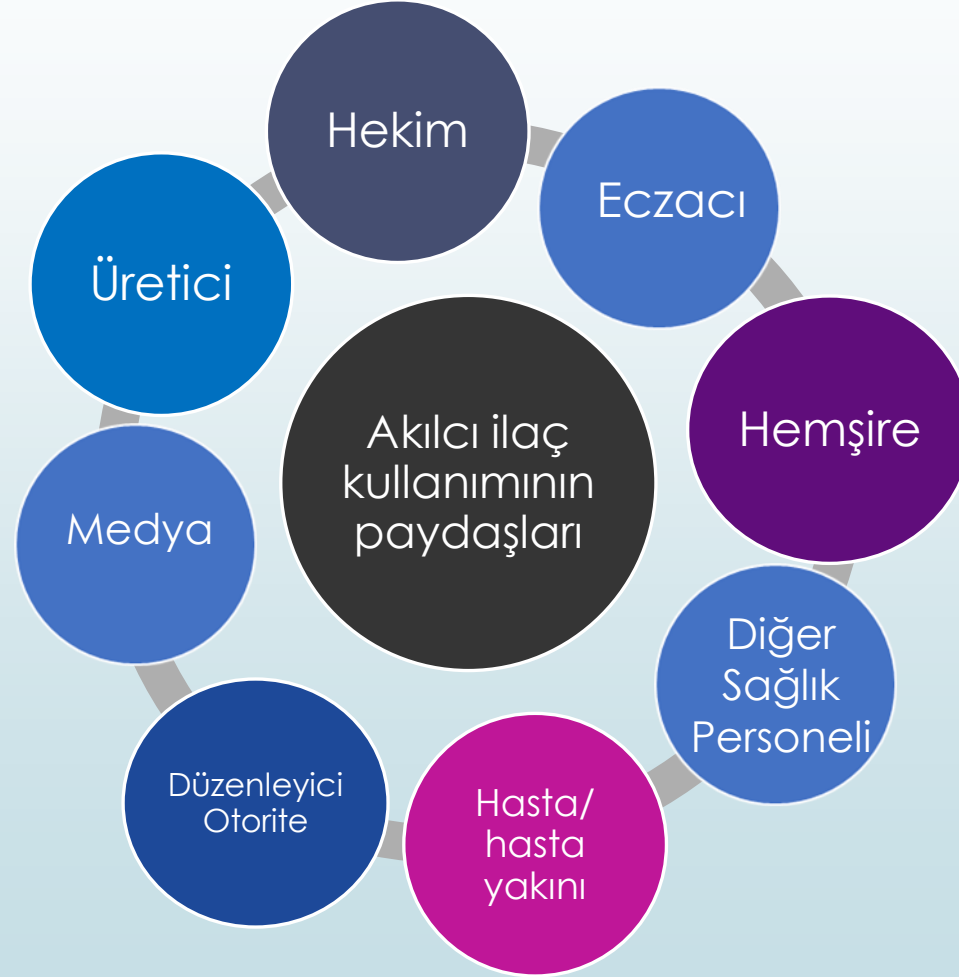 Hekim
Eczacı
Hemşire
Diğer
Sağlık
Personeli
Hasta/
hasta
yakını
Düzenleyici
Otorite
Medya
Üretici
Akılcı ilaç
kullanımının
paydaşları